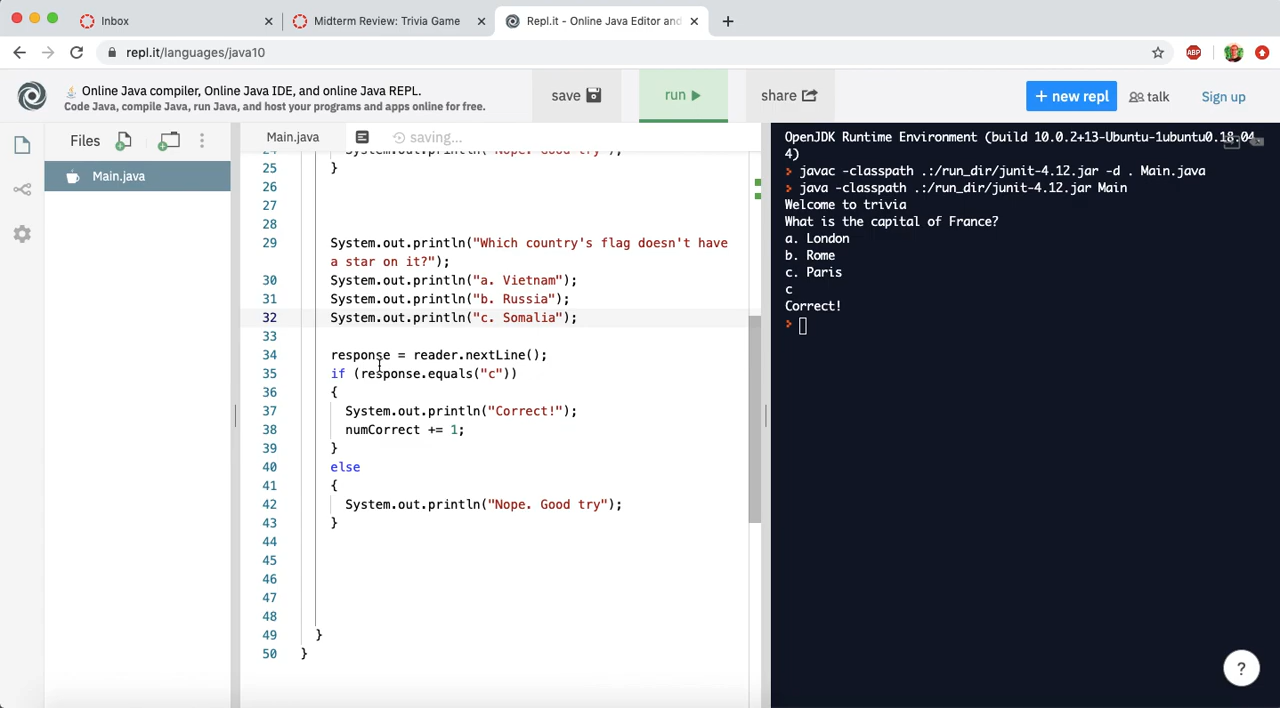 Inbox
Midterm Review: Trivia Game
Repl.it - Online Java Editor and
repl.it/languages/java10
ABP
Online Java compiler, Online Java IDE, and online Java REPL.
Code Java, compile Java, run Java, and host your programs and apps online for free.
save
run
share
+ new repl
talk
Sign up
Files
Main.java
Main.java
saving...
24 System.out.println("Nope. Good try");
25 }
26
27
28
29 System.out.println("Which country's flag doesn't have
a star on it?");
30 System.out.println("a. Vietnam");
31 System.out.println("b. Russia");
32 System.out.println("c. Somalia");
33
34 response = reader.nextLine();
35 if (response.equals("c"))
36 {
37 System.out.println("Correct!");
38 numCorrect += 1;
39 }
40 else
41 {
42 System.out.println("Nope. Good try");
43 }
44
45
46
47
48
49 }
50 }
OpenJDK Runtime Environment (build 10.0.2+13-Ubuntu-1ubuntu0.18.04.
4)
> javac -classpath .:/run_dir/junit-4.12.jar -d . Main.java
> java -classpath .:/run_dir/junit-4.12.jar Main
Welcome to trivia
What is the capital of France?
a. London
b. Rome
c. Paris
c
Correct!
>
?